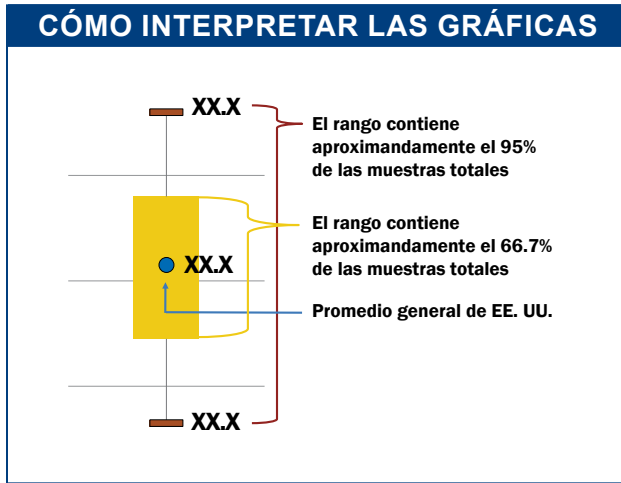 CÓMO INTERPRETAR LAS GRÁFICAS
XX.X
El rango contiene
aproximandamente el 95%
de las muestras totales
El rango contiene
aproximandamente el 66.7%
de las muestras totales
XX.X
Promedio general de EE. UU.
XX.X